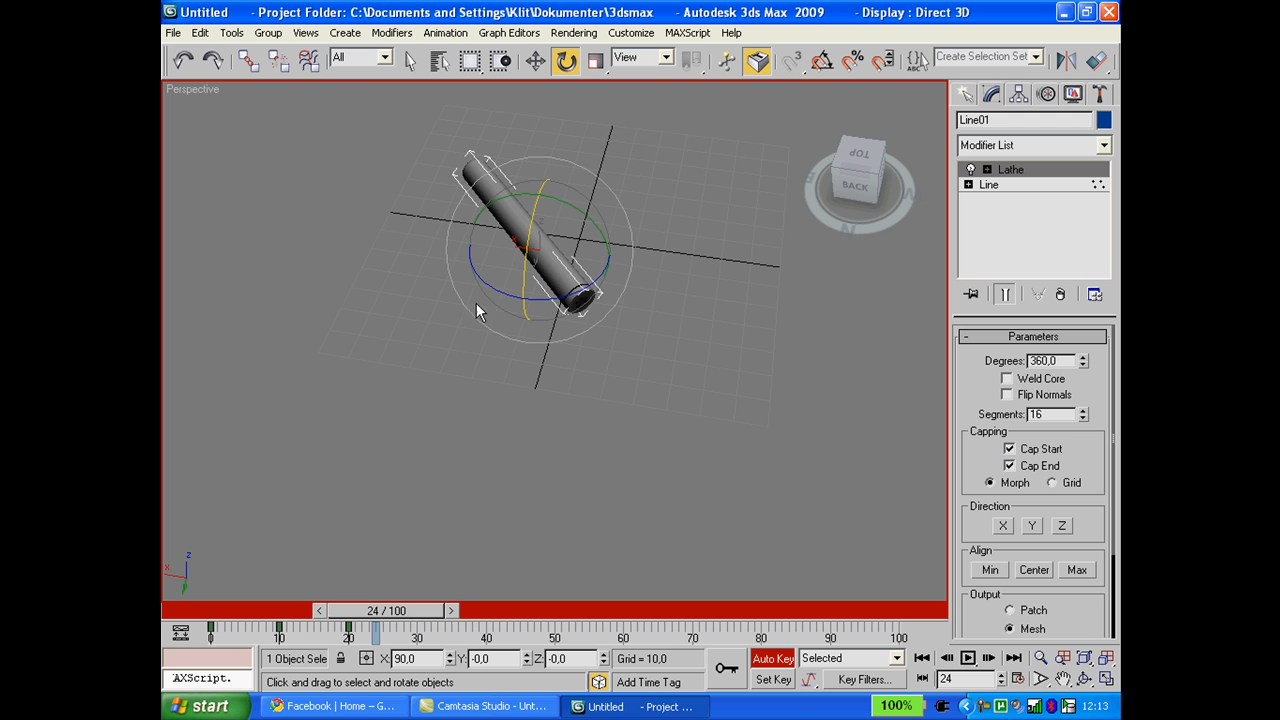 Untitled - Project Folder: C:\Documents and Settings\Klit\Dokumenter\3dsmax - Autodesk 3ds Max 2009 - Display : Direct 3D
File Edit Tools Group Views Create Modifiers Animation Graph Editors Rendering Customize MAXScript Help
All View 3 % ABC Create Selection Set
Perspective
Line01
Modifier List
TOP
BACK
N
Lathe
Line
Parameters
Degrees: 360,0
Weld Core
Flip Normals
Segments: 16
Capping
Cap Start
Cap End
Morph Grid
Direction
X Y Z
Align
Min Center Max
Output
Patch
Mesh
z
x
< 24 / 100 >
0 10 20 30 40 50 60 70 80 90 100
1 Object Sele X: 90,0 Y: -0,0 Z: -0,0 Grid = 10,0 Auto Key Selected
AXScript. Click and drag to select and rotate objects Add Time Tag Set Key Key Filters... 24
start Facebook | Home – G... Camtasia Studio - Unt... Untitled - Project ... 100% 12:13